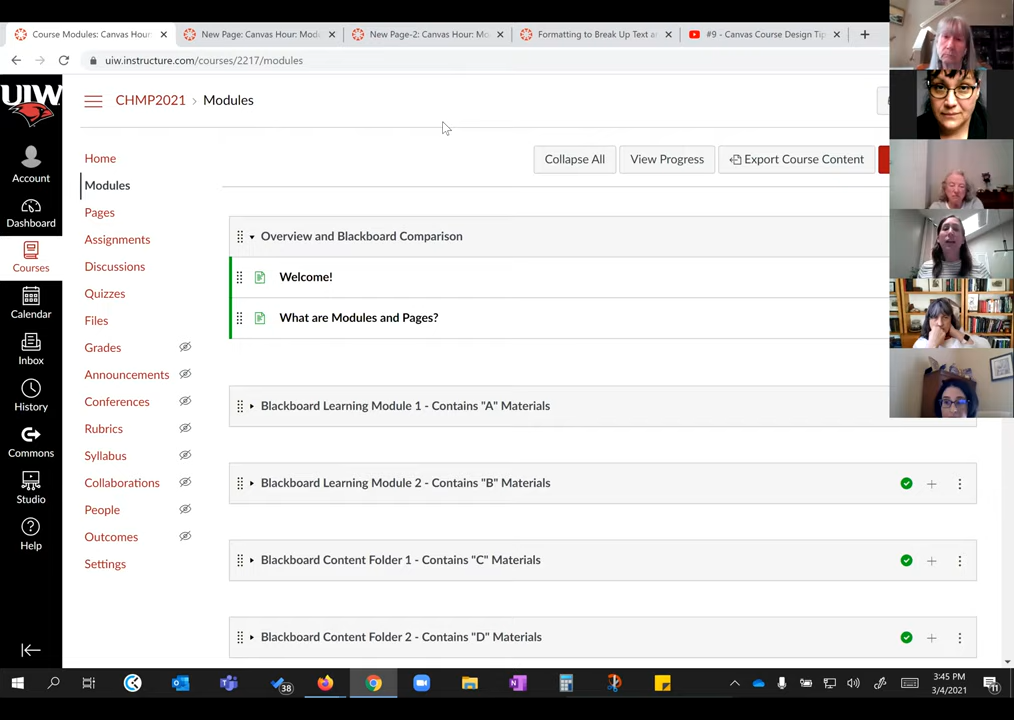 Course Modules: Canvas Hour:
New Page: Canvas Hour: Mod
New Page-2: Canvas Hour: Mo
Formatting to Break Up Text a
#9 - Canvas Course Design Tip
uiw.instructure.com/courses/2217/modules
UIW
CHMP2021 › Modules
Account
Dashboard
Courses
Calendar
Inbox
History
Commons
Studio
Help
Home
Modules
Pages
Assignments
Discussions
Quizzes
Files
Grades
Announcements
Conferences
Rubrics
Syllabus
Collaborations
People
Outcomes
Settings
Collapse All
View Progress
Export Course Content
Overview and Blackboard Comparison
Welcome!
What are Modules and Pages?
Blackboard Learning Module 1 - Contains "A" Materials
Blackboard Learning Module 2 - Contains "B" Materials
Blackboard Content Folder 1 - Contains "C" Materials
Blackboard Content Folder 2 - Contains "D" Materials
38
3:45 PM
3/4/2021
11